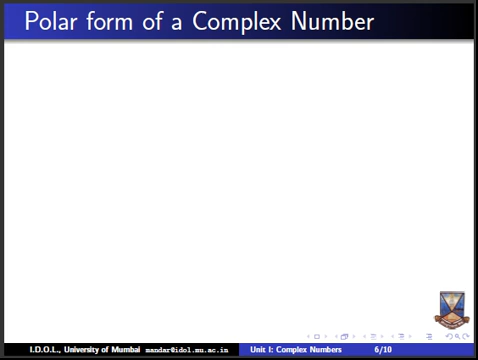 Polar form of a Complex Number
I.D.O.L., University of Mumbai mandar@idol.mu.ac.in Unit I: Complex Numbers 6/10